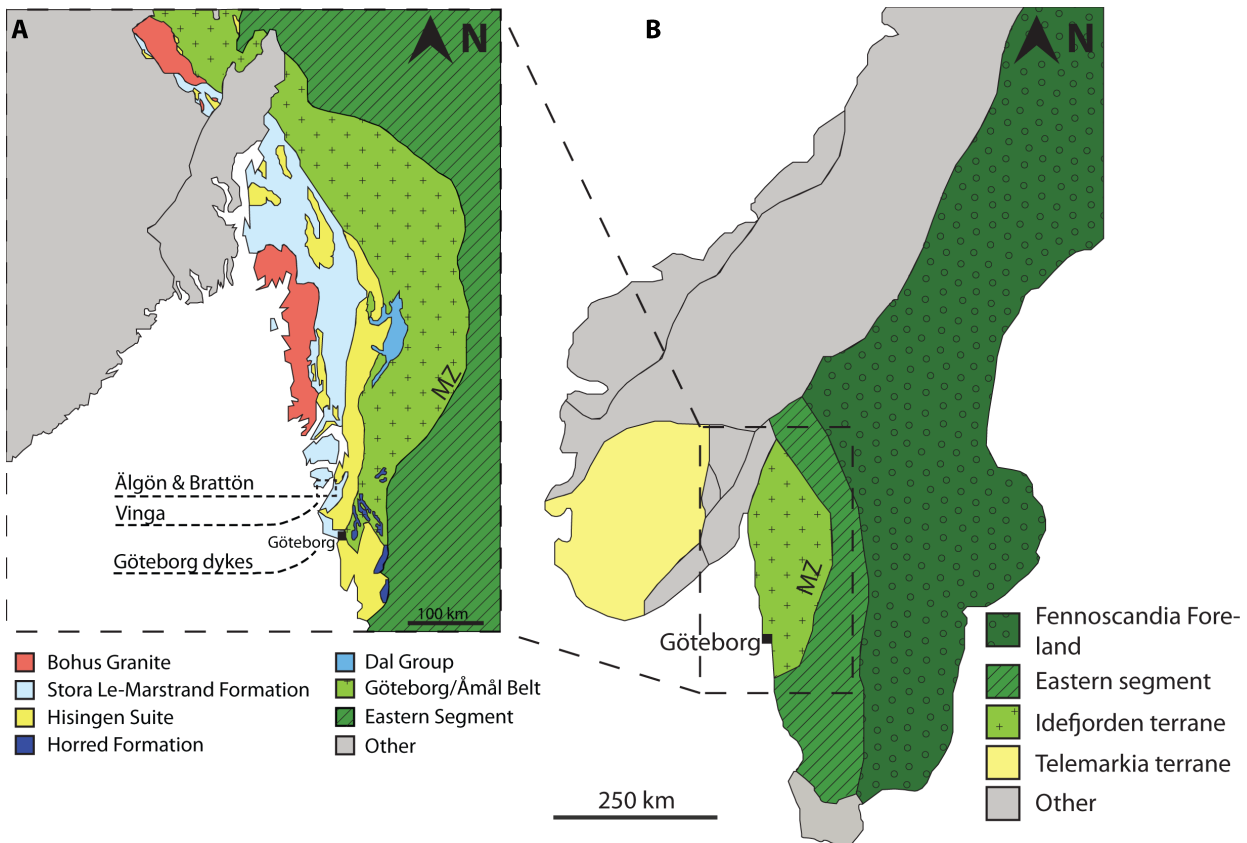 A
N
MZ
Älgön & Brattön
Vinga
Göteborg
Göteborg dykes
100 km
Bohus Granite
Stora Le-Marstrand Formation
Hisingen Suite
Horred Formation
Dal Group
Göteborg/Åmål Belt
Eastern Segment
Other
B
N
MZ
Göteborg
250 km
Fennoscandia Fore-
land
Eastern segment
Idefjorden terrane
Telemarkia terrane
Other